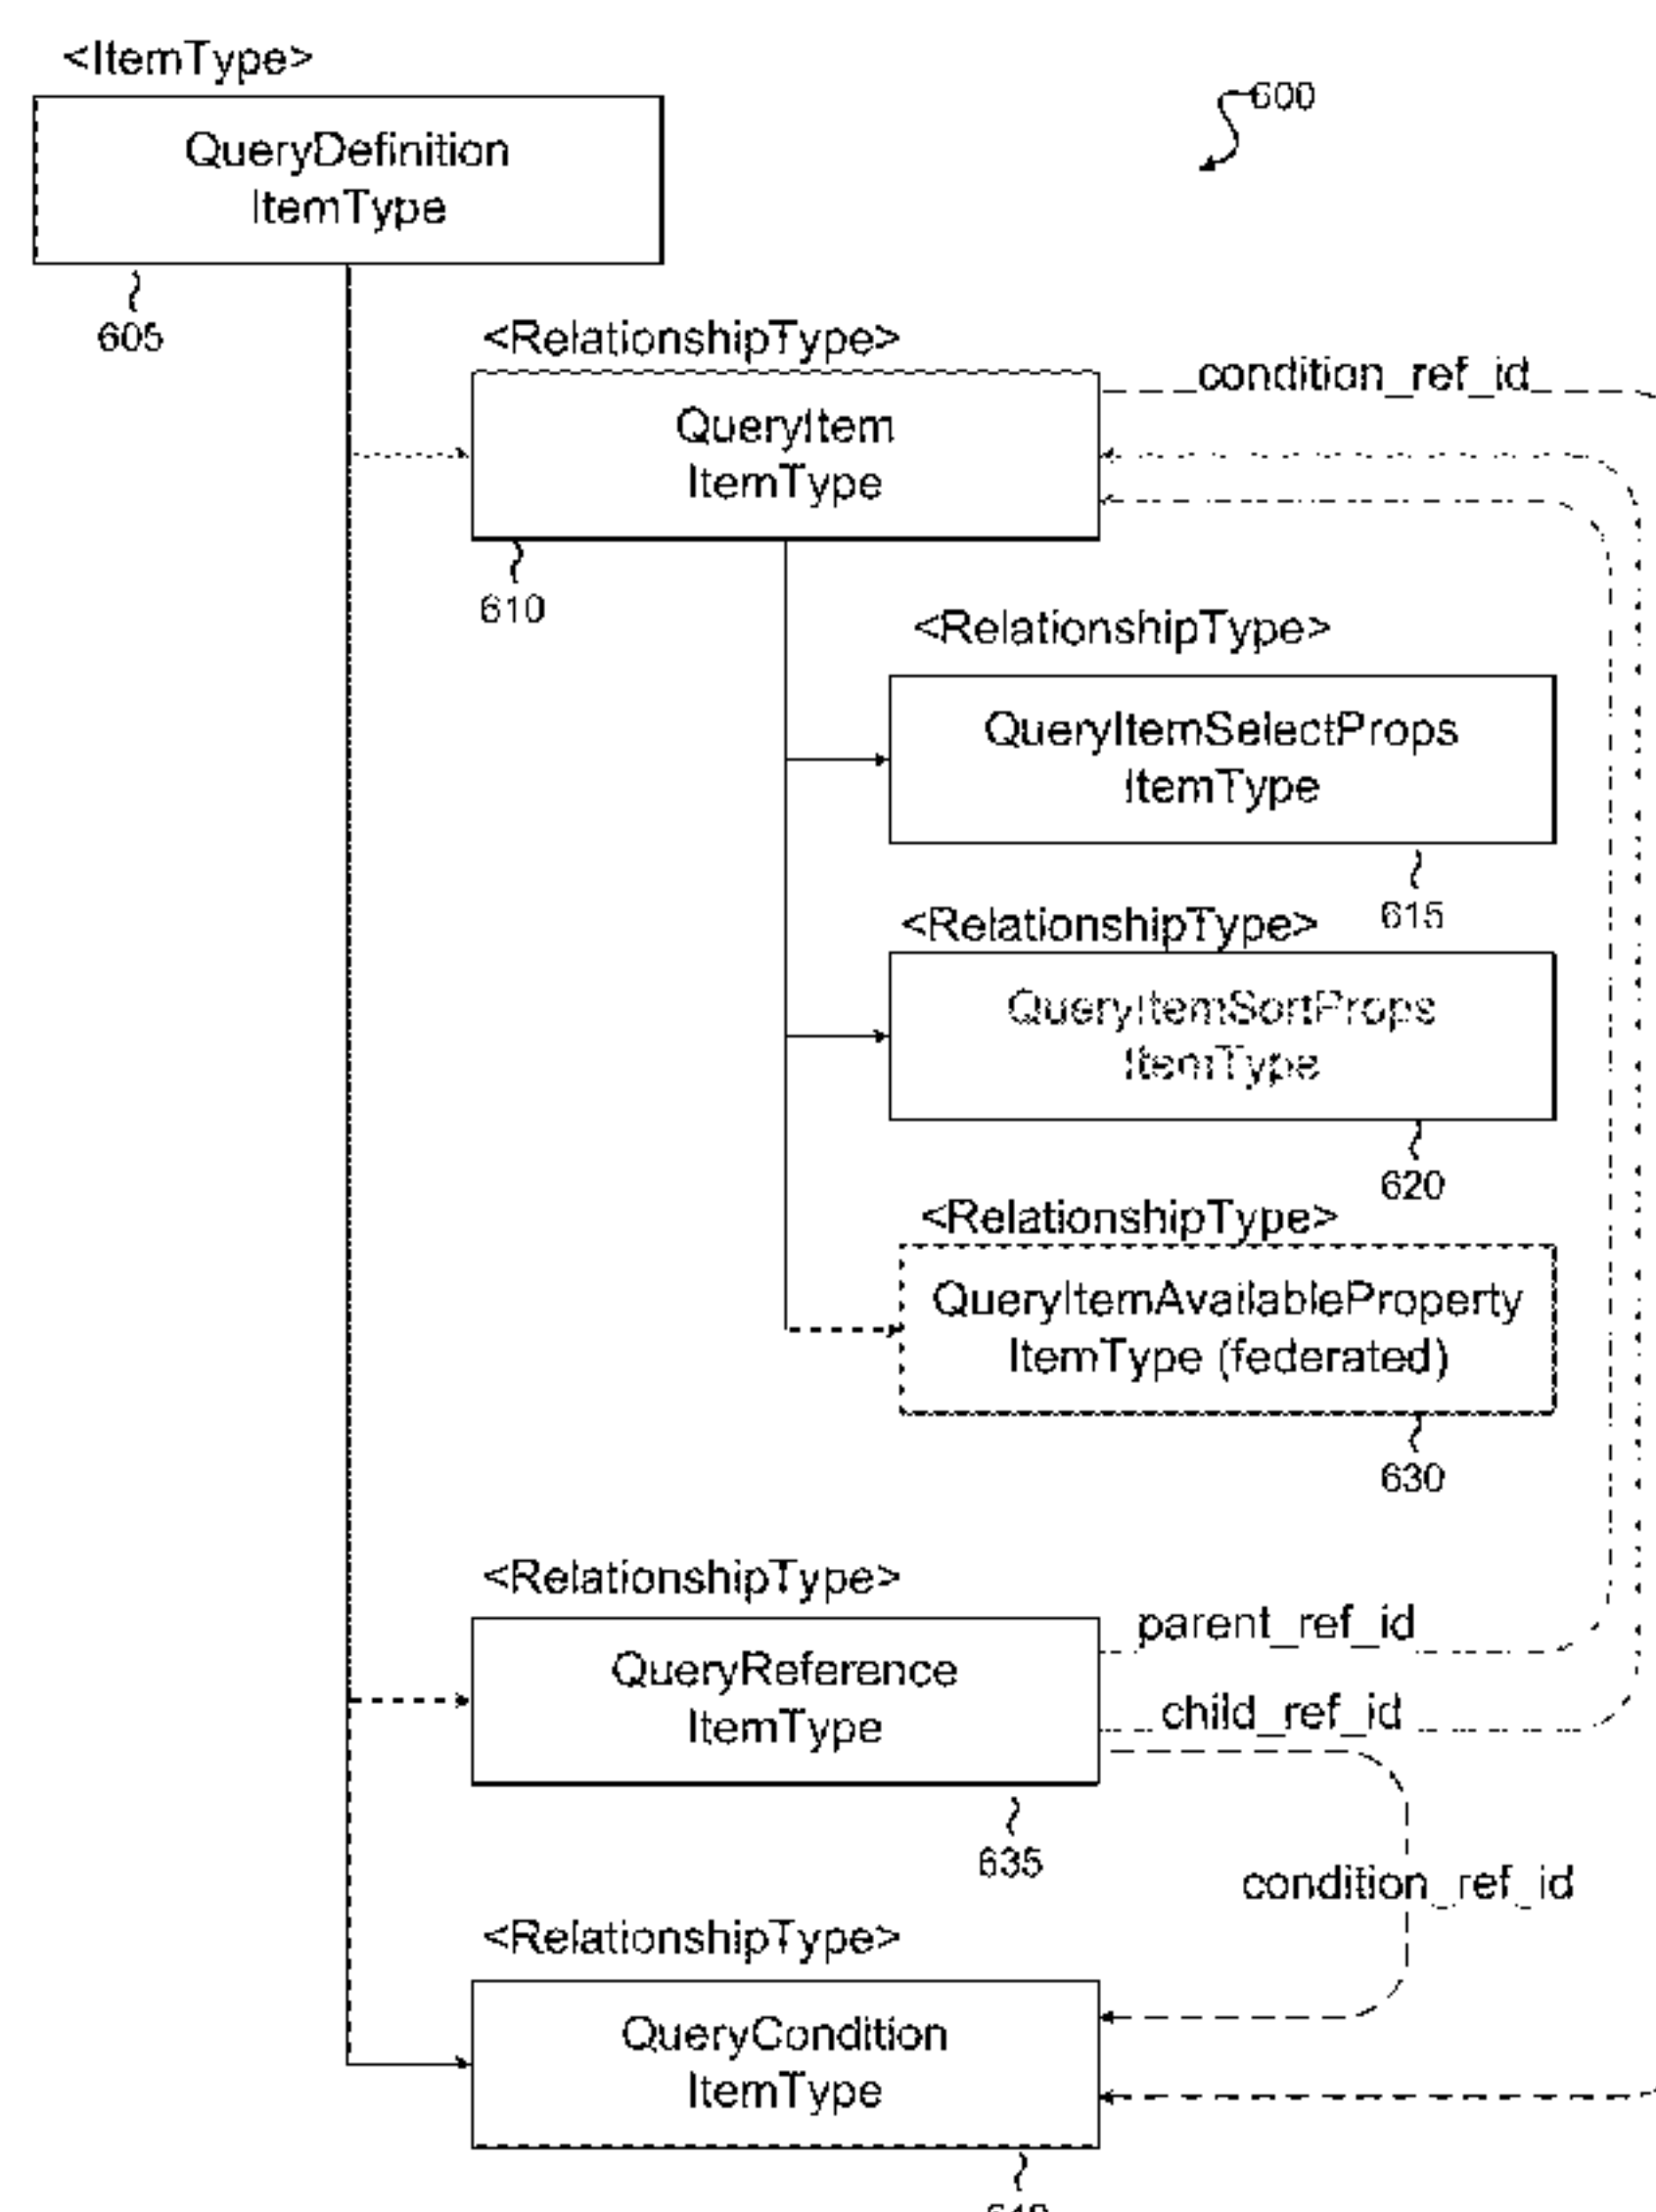 <ItemType>
600
QueryDefinition
ItemType
605
<RelationshipType>
condition_ref_id
QueryItem
ItemType
610
<RelationshipType>
QueryItemSelectProps
ItemType
615
<RelationshipType>
QueryItemSortProps
ItemType
620
<RelationshipType>
QueryItemAvailableProperty
ItemType (federated)
630
<RelationshipType>
parent_ref_id
QueryReference
ItemType
child_ref_id
635
condition_ref_id
<RelationshipType>
QueryCondition
ItemType